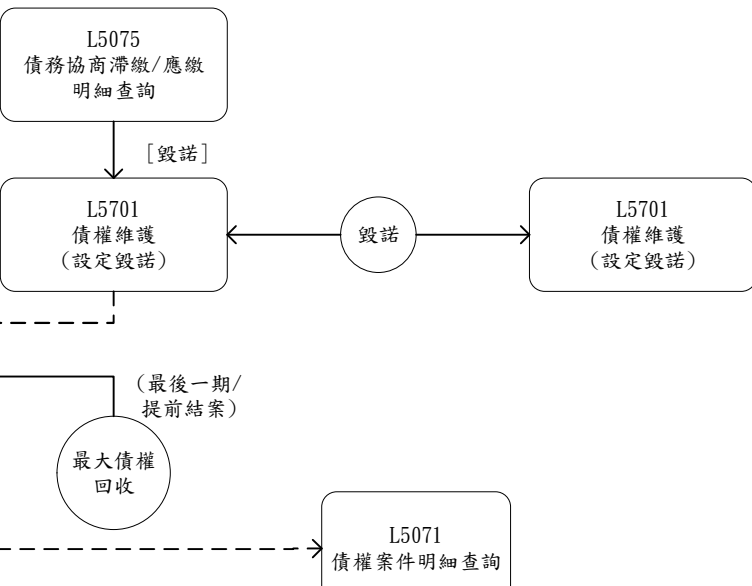 L5075
債務協商滯繳/應繳
明細查詢
[毀諾]
L5701
債權維護
(設定毀諾)
毀諾
L5701
債權維護
(設定毀諾)
(最後一期/
提前結案)
最大債權
回收
L5071
債權案件明細查詢